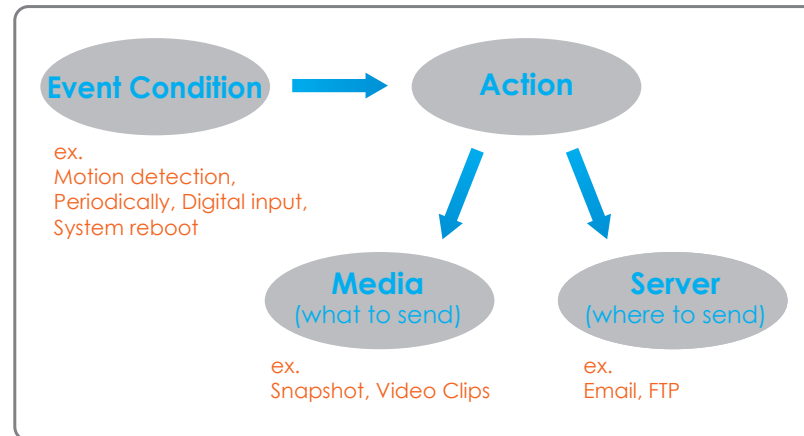 Event Condition
Action
ex.
Motion detection,
Periodically, Digital input,
System reboot
Media
(what to send)
Server
(where to send)
ex.
Snapshot, Video Clips
ex.
Email, FTP